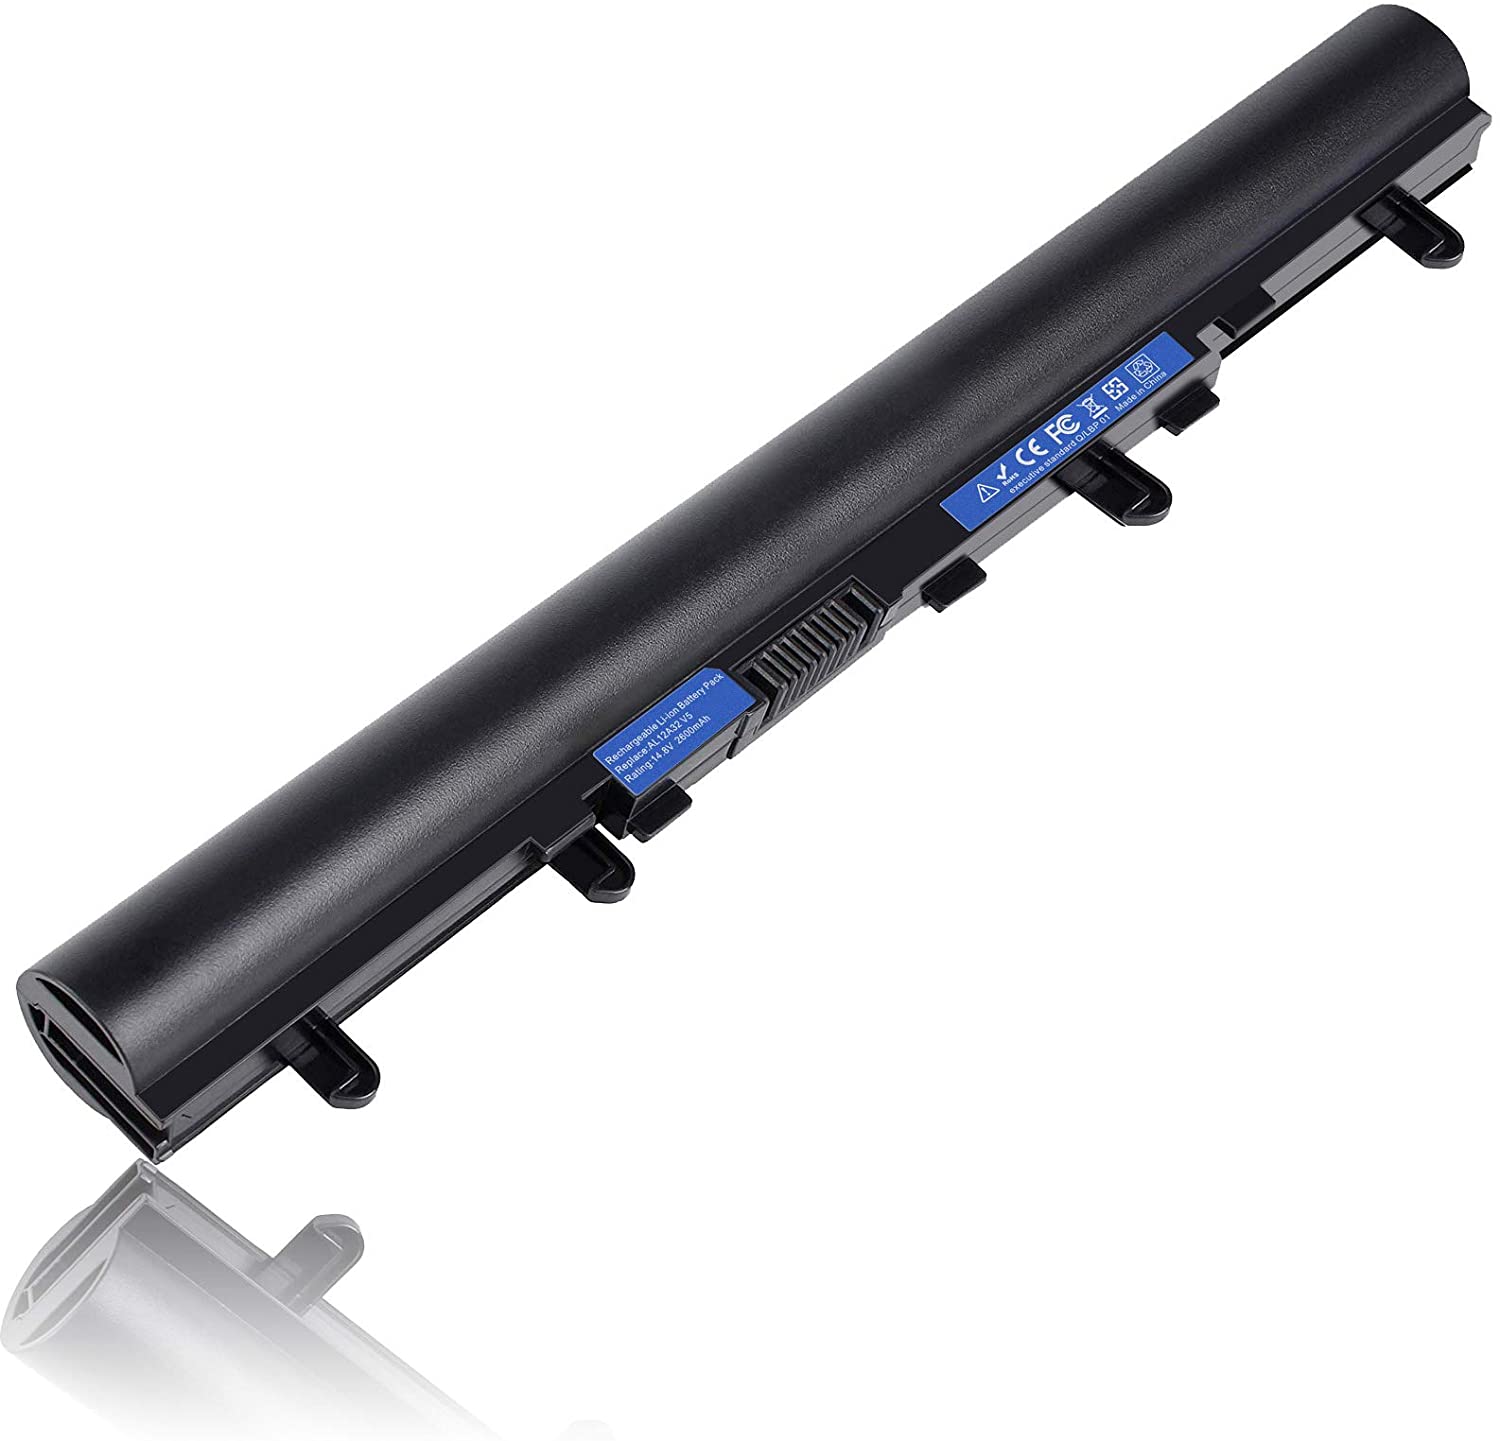 Rechargeable Li-ion Battery Pack
Replace:AL12A32 V5
Rating:14.8V 2600mAh
RoHS CE FC
executive standard Q/LBP 01 Made in China